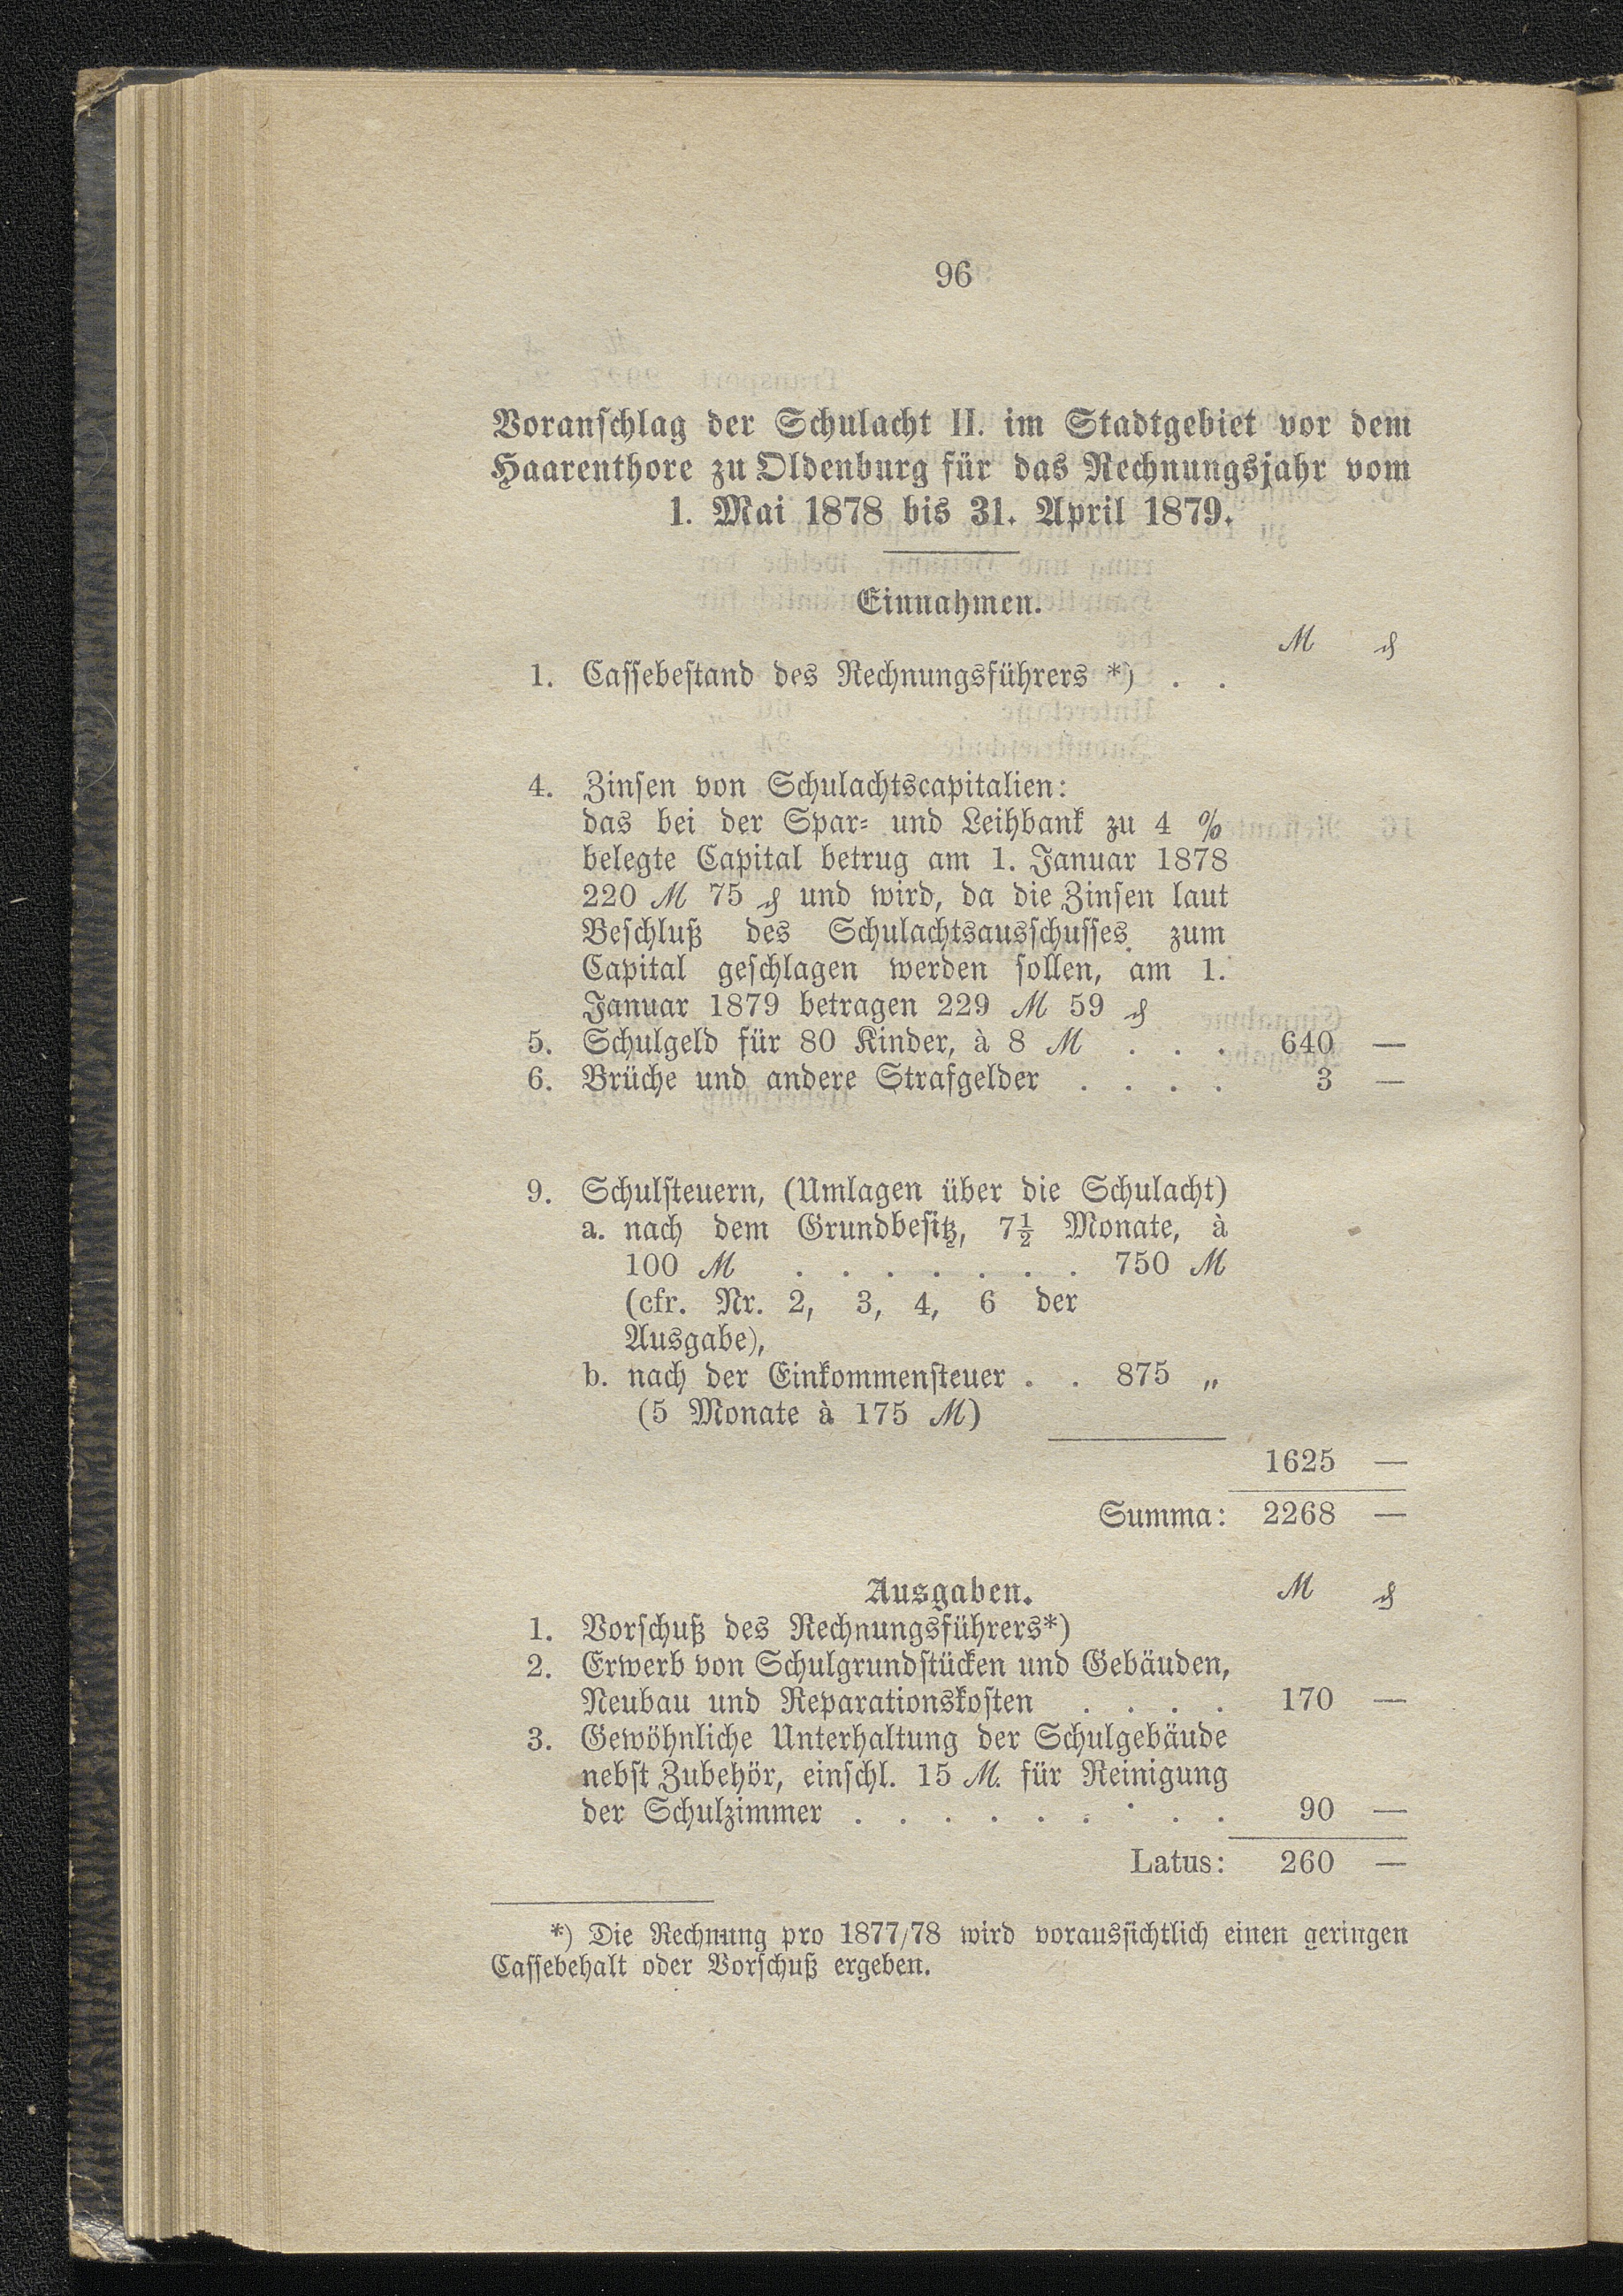 96
Voranschlag der Schulacht II. im Stadtgebiet vor dem
Haarenthore zu Oldenburg für das Rechnungsjahr vom
1. Mai 1878 bis 31. April 1879.
Einnahmen.
ℳ ₰
1. Cassebestand des Rechnungsführers *) . .
4. Zinsen von Schulachtscapitalien:
das bei der Spar- und Leihbank zu 4 %
belegte Capital betrug am 1. Januar 1878
220 ℳ 75 ₰ und wird, da die Zinsen laut
Beschluß des Schulachtsausschusses zum
Capital geschlagen werden sollen, am 1.
Januar 1879 betragen 229 ℳ 59 ₰
5. Schulgeld für 80 Kinder, à 8 ℳ . . . 640 —
6. Brüche und andere Strafgelder . . . . 3 —
9. Schulsteuern, (Umlagen über die Schulacht)
a. nach dem Grundbesitz, 7½ Monate, à
100 ℳ . . . . . . . 750 ℳ
(cfr. Nr. 2, 3, 4, 6 der
Ausgabe),
b. nach der Einkommensteuer . . 875 „
(5 Monate à 175 ℳ)
1625 —
Summa: 2268 —
Ausgaben. ℳ ₰
1. Vorschuß des Rechnungsführers*)
2. Erwerb von Schulgrundstücken und Gebäuden,
Neubau und Reparationskosten . . . . 170 —
3. Gewöhnliche Unterhaltung der Schulgebäude
nebst Zubehör, einschl. 15 ℳ. für Reinigung
der Schulzimmer . . . . . . . . . 90 —
Latus: 260 —
*) Die Rechnung pro 1877/78 wird voraussichtlich einen geringen
Cassebehalt oder Vorschuß ergeben.